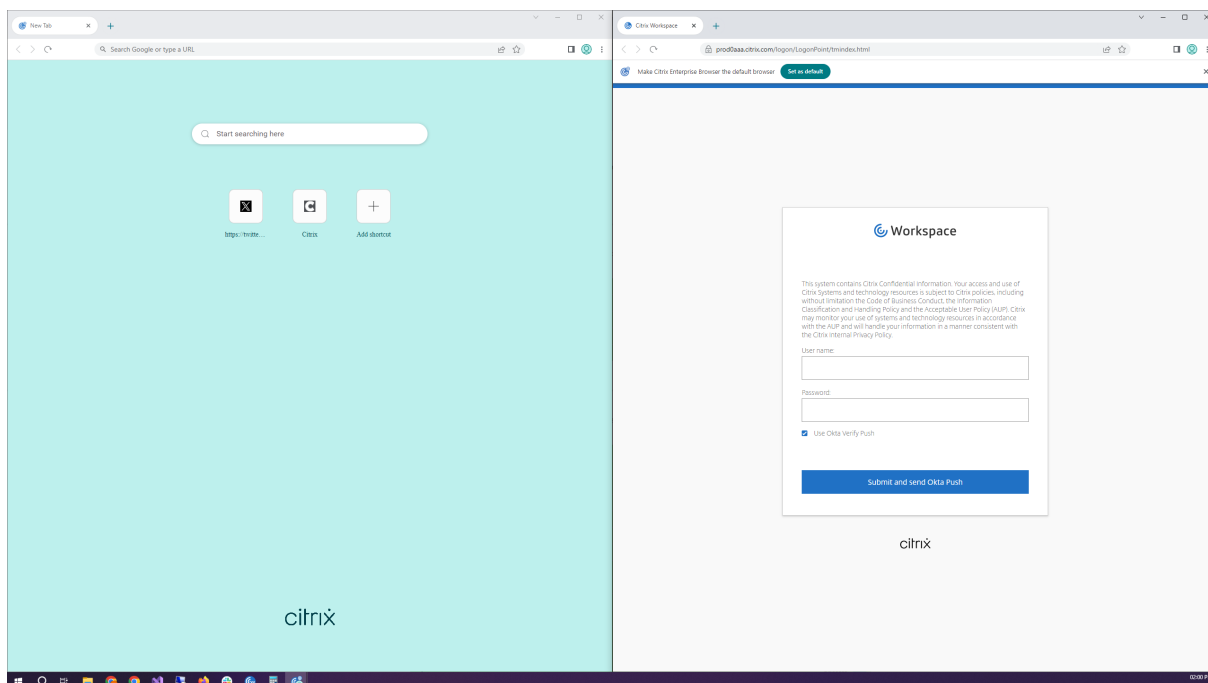 New Tab
Search Google or type a URL
Start searching here
https://twitte...
Citrix
Add shortcut
citrix
Citrix Workspace
prod0aaa.citrix.com/logon/LogonPoint/tmindex.html
Make Citrix Enterprise Browser the default browser
Set as default
Workspace
This system contains Citrix Confidential Information. Your access and use of
Citrix Systems and technology resources is subject to Citrix policies, including
without limitation the Code of Business Conduct, the Information
Classification and Handling Policy and the Acceptable User Policy (AUP). Citrix
may monitor your use of systems and technology resources in accordance
with the AUP and will handle your information in a manner consistent with
the Citrix Internal Privacy Policy.
User name:
Password:
Use Okta Verify Push
Submit and send Okta Push
citrix
02:00 P